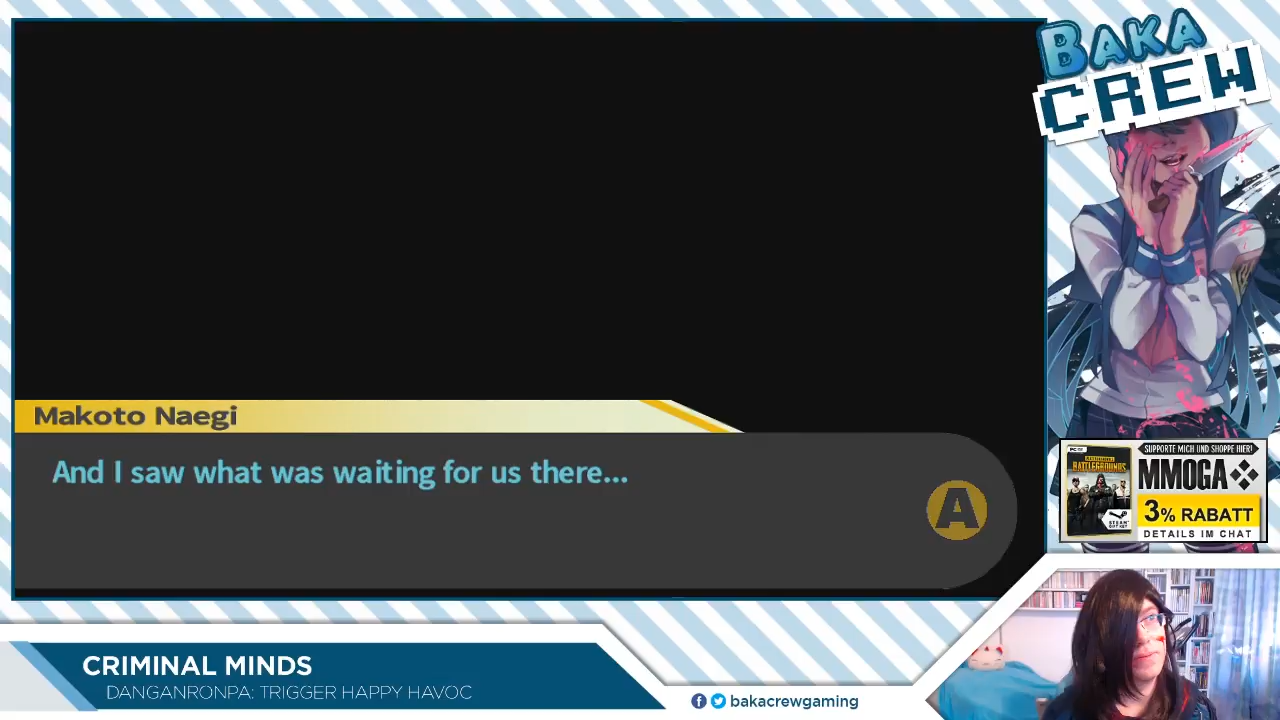 BAKA
CREW
Makoto Naegi
And I saw what was waiting for us there...
A
SUPPORTE MICH UND SHOPPE HIER!
BATTLEGROUNDS
MMOGA
3% RABATT
DETAILS IM CHAT
CRIMINAL MINDS
DANGANRONPA: TRIGGER HAPPY HAVOC
bakacrewgaming